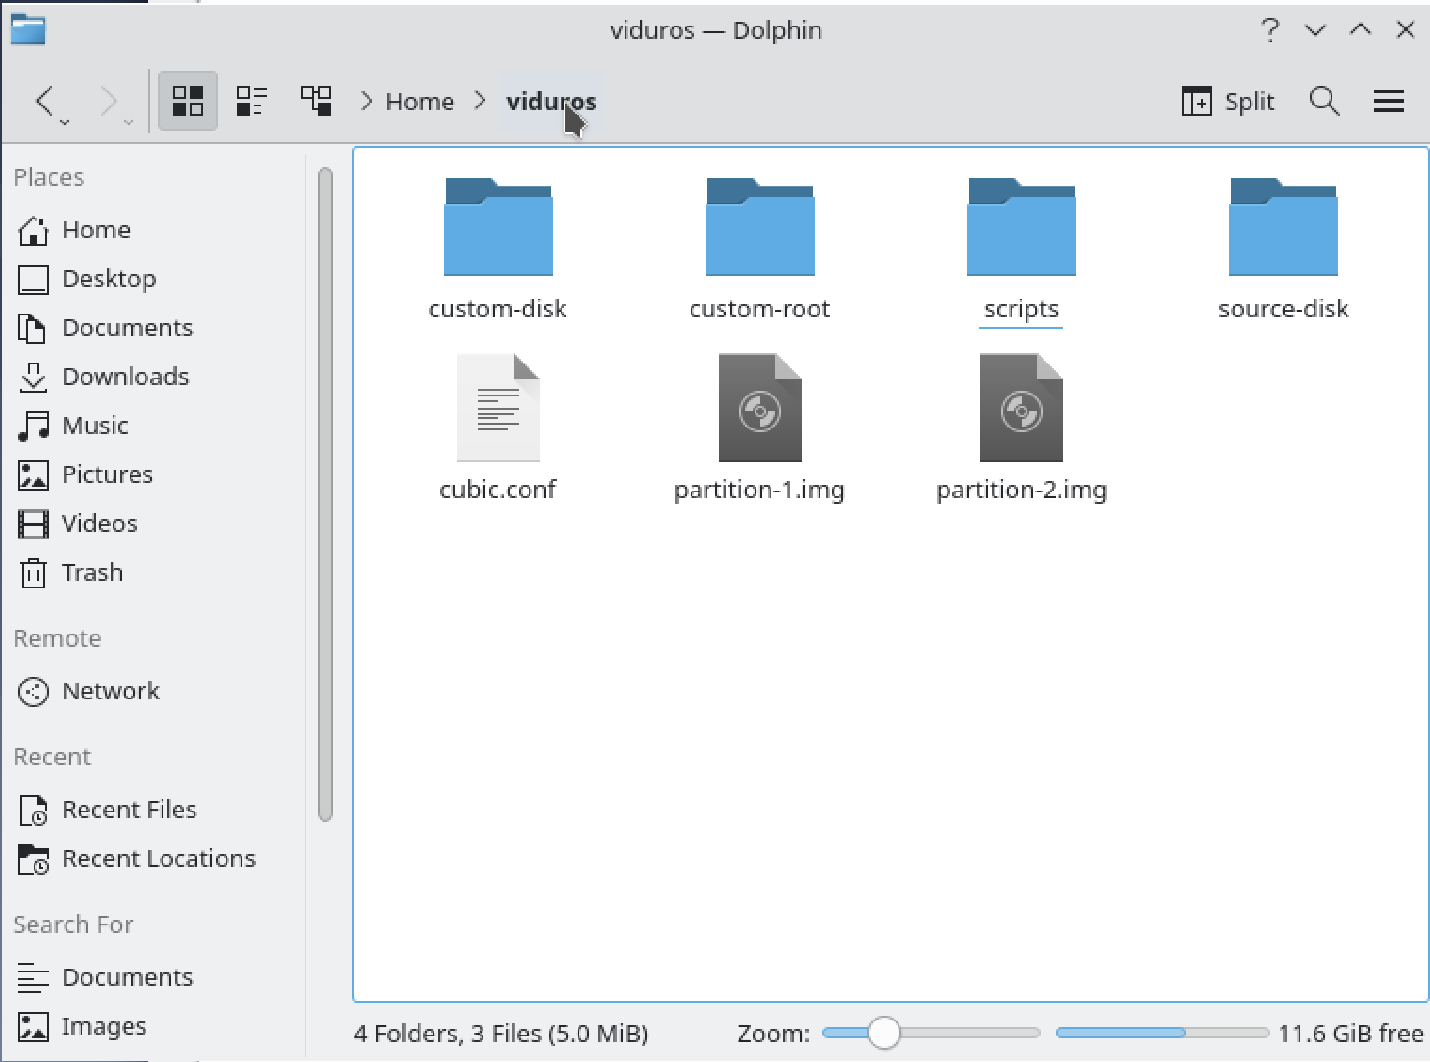 viduros — Dolphin
Home viduros Split
Places
Home
Desktop
Documents
Downloads
Music
Pictures
Videos
Trash
Remote
Network
Recent
Recent Files
Recent Locations
Search For
Documents
Images
custom-disk custom-root scripts source-disk
cubic.conf partition-1.img partition-2.img
4 Folders, 3 Files (5.0 MiB) Zoom: 11.6 GiB free